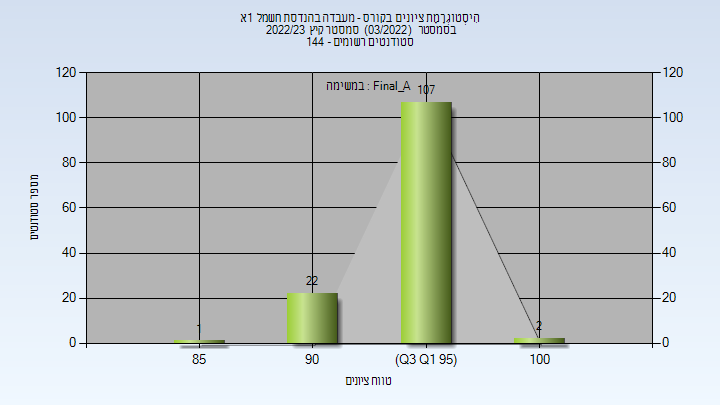 הִיסְטוגְרָמַת ציונים בקורס - מעבדה בהנדסת חשמל 1א
בסמסטר (03/2022) סמסטר קיץ 2022/23
סטודנטים רשומים - 144
במשימה : Final_A
120 120
107
100 100
80 80
60 60
40 40
22
20 20
1 2
0 0
85 90 (Q3 Q1 95) 100
מספר סטודנטים
טווח ציונים